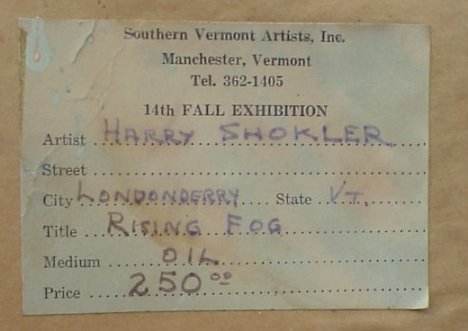 Southern Vermont Artists, Inc.
Manchester, Vermont
Tel. 362-1405
14th FALL EXHIBITION
Artist HARRY SHOKLER
Street
City LONDONDERRY State VT.
Title RISING FOG
Medium OIL
Price 250 00